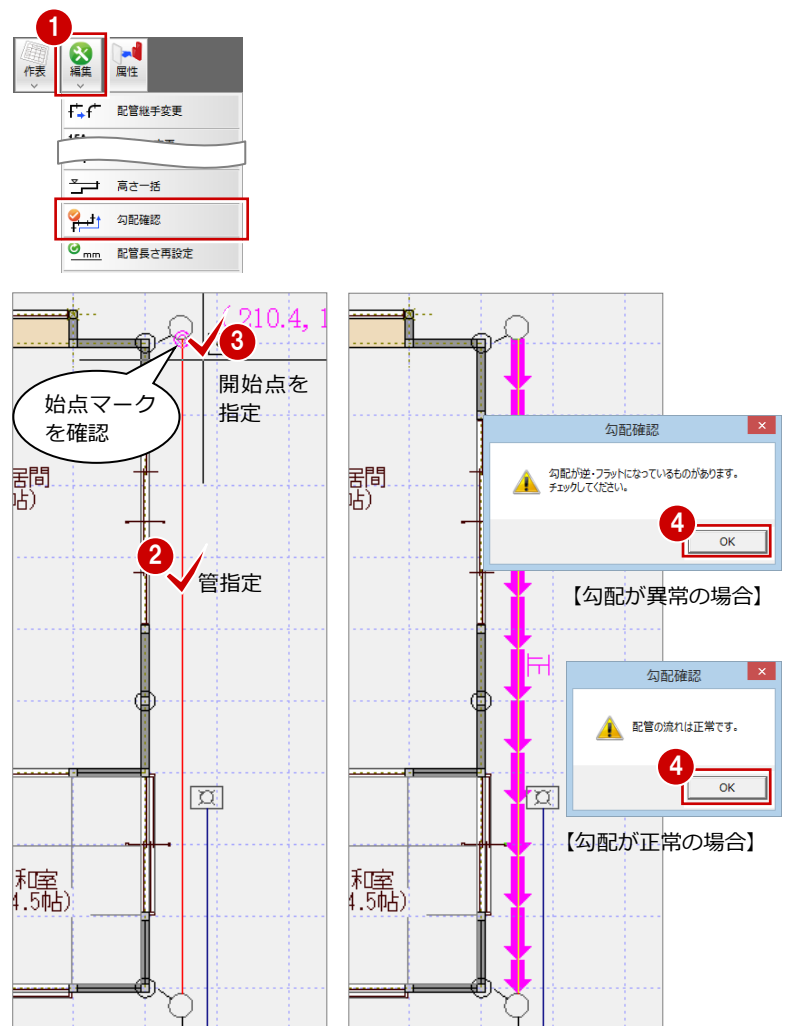 1
作表
編集
属性
配管継手変更
高さ一括
勾配確認
mm
配管長さ再設定
(210.4, 1
3
開始点を
指定
始点マーク
を確認
居間
帖)
2
管指定
和室
4.5帖)
居間
帖)
勾配確認
勾配が逆・フラットになっているものがあります。
チェックしてください。
4
OK
【勾配が異常の場合】
勾配確認
配管の流れは正常です。
4
OK
【勾配が正常の場合】
和室
4.5帖)